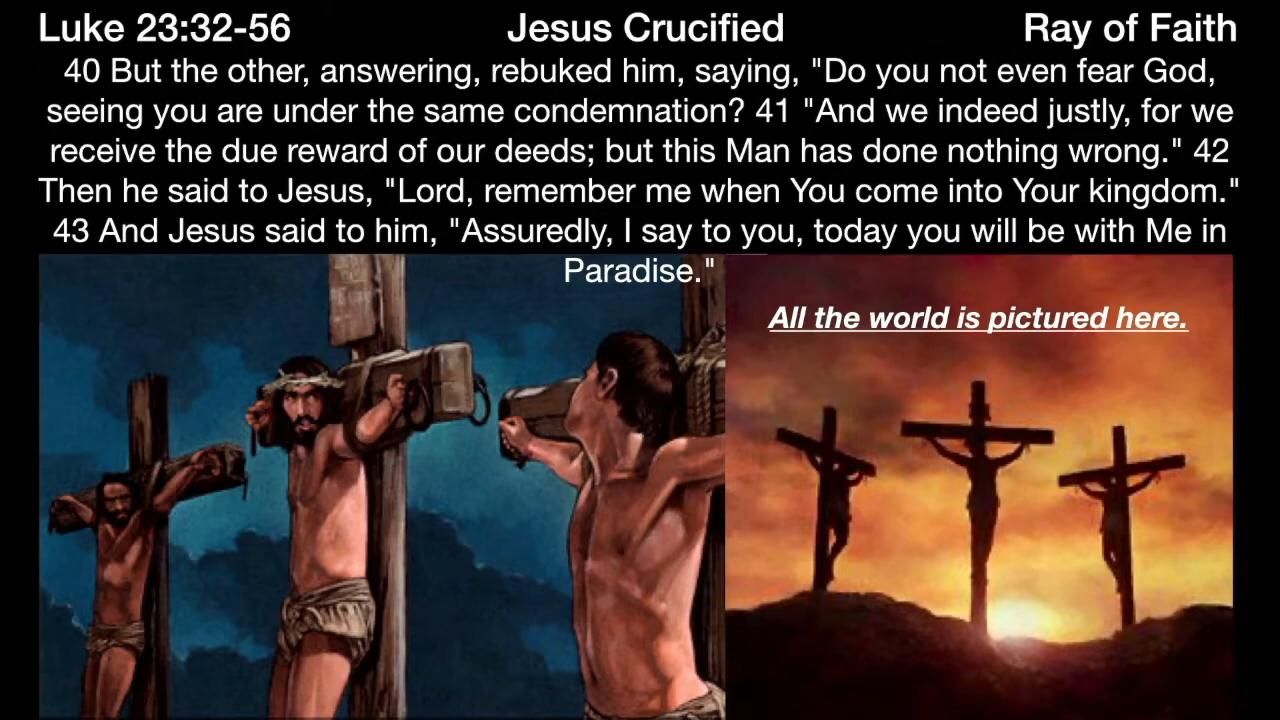 Luke 23:32-56 Jesus Crucified Ray of Faith
40 But the other, answering, rebuked him, saying, "Do you not even fear God,
seeing you are under the same condemnation? 41 "And we indeed justly, for we
receive the due reward of our deeds; but this Man has done nothing wrong." 42
Then he said to Jesus, "Lord, remember me when You come into Your kingdom."
43 And Jesus said to him, "Assuredly, I say to you, today you will be with Me in
Paradise."
All the world is pictured here.